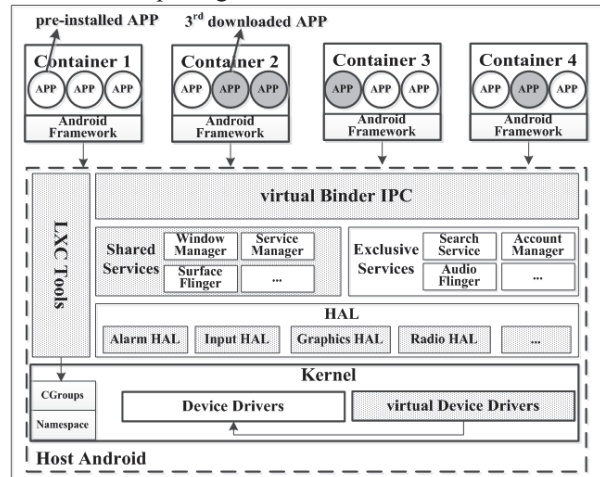 pre-installed APP
3rd downloaded APP
Container 1
APP APP APP
Android
Framework
Container 2
APP APP APP
Android
Framework
Container 3
APP APP APP
Android
Framework
Container 4
APP APP APP
Android
Framework
LXC Tools
virtual Binder IPC
Shared
Services
Window
Manager
Service
Manager
Surface
Flinger
...
Exclusive
Services
Search
Service
Account
Manager
Audio
Flinger
...
HAL
Alarm HAL
Input HAL
Graphics HAL
Radio HAL
...
Kernel
CGroups
Namespace
Device Drivers
virtual Device Drivers
Host Android